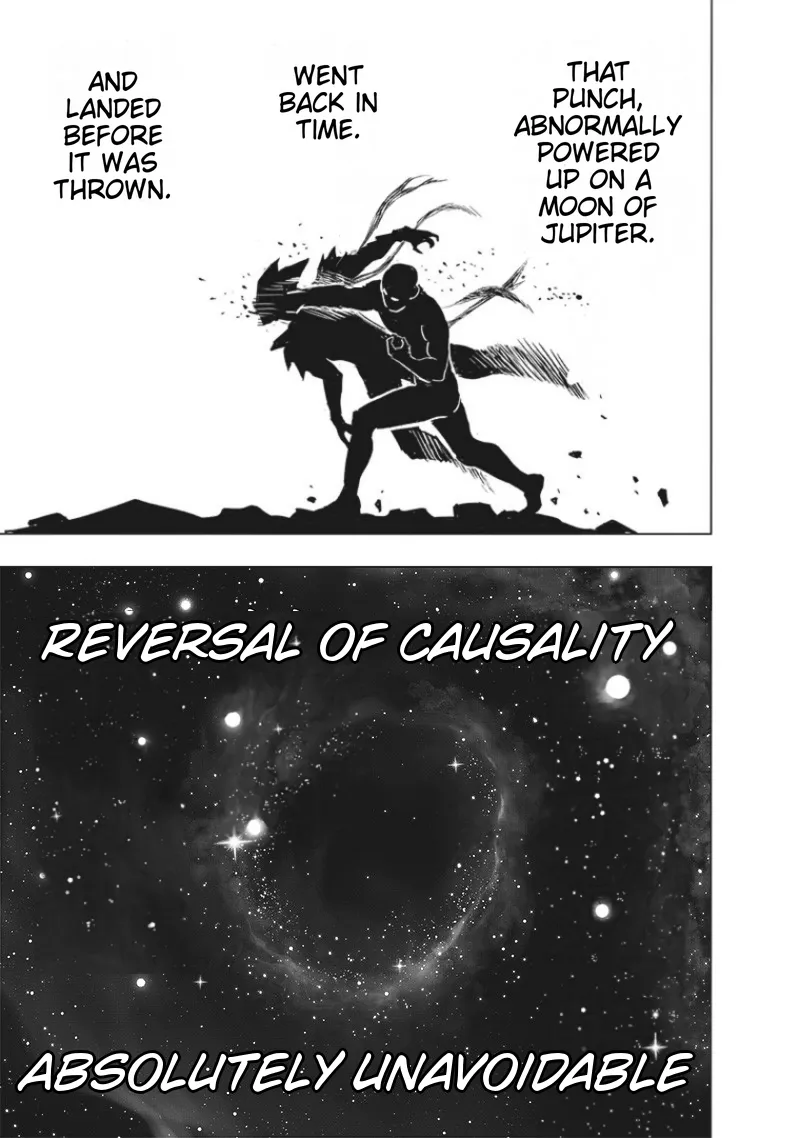 THAT
PUNCH,
ABNORMALLY
POWERED
UP ON A
MOON OF
JUPITER.
WENT
BACK IN
TIME.
AND
LANDED
BEFORE
IT WAS
THROWN.
REVERSAL OF CAUSALITY
ABSOLUTELY UNAVOIDABLE